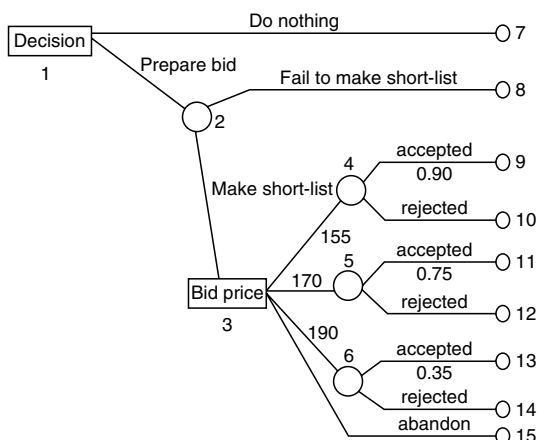 Do nothing
7
Decision
1
Prepare bid
Fail to make short-list
8
2
Make short-list
4
accepted
0.90
9
rejected
10
155
5
accepted
0.75
11
170
rejected
12
Bid price
3
190
6
accepted
0.35
13
rejected
14
abandon
15